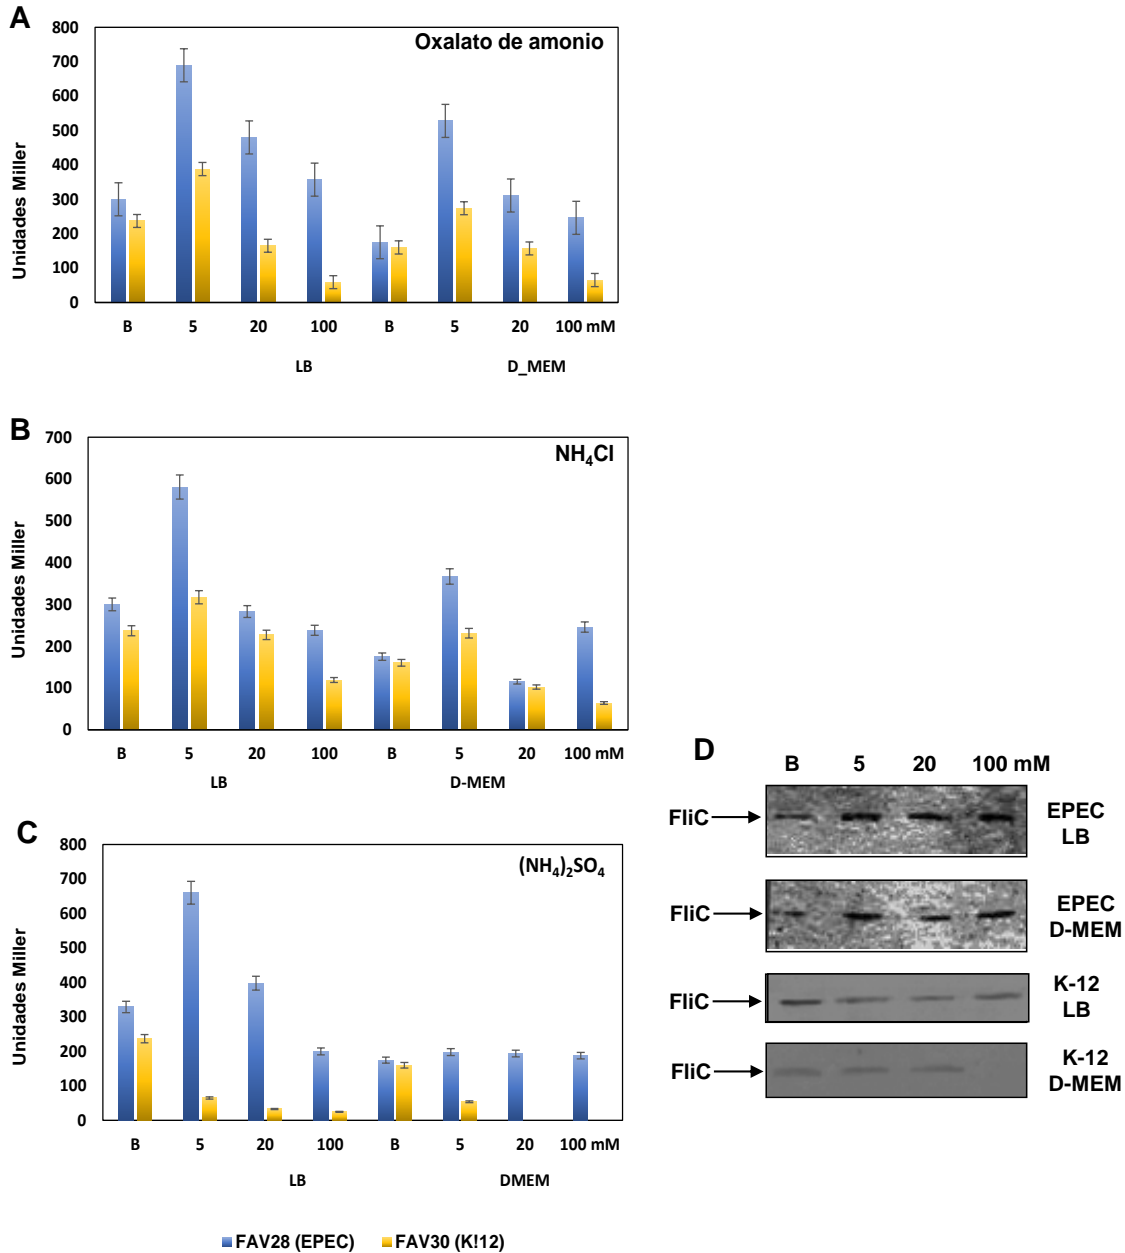 A
Oxalato de amonio
Unidades Miller
800
700
600
500
400
300
200
100
0
B 5 20 100 B 5 20 100 mM
LB D_MEM
B
NH₄Cl
Unidades Miller
700
600
500
400
300
200
100
0
B 5 20 100 B 5 20 100 mM
LB D-MEM
C
(NH₄)₂SO₄
Unidades Miller
800
700
600
500
400
300
200
100
0
B 5 20 100 B 5 20 100 mM
LB DMEM
FAV28 (EPEC) FAV30 (K!12)
D
B 5 20 100 mM
FliC EPEC
LB
FliC EPEC
D-MEM
FliC K-12
LB
FliC K-12
D-MEM